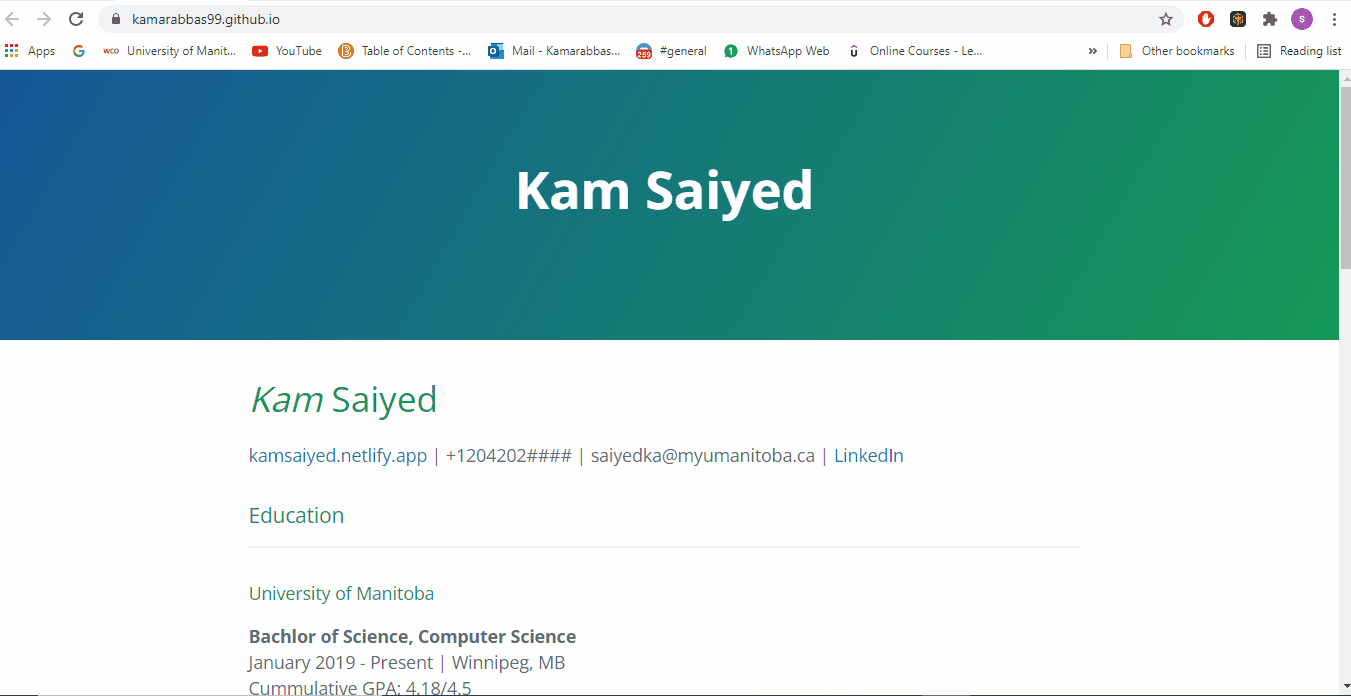 kamarabbas99.github.io
S
Apps
G
wco University of Manit...
YouTube
B Table of Contents -...
Mail - Kamarabbas...
259 #general
1 WhatsApp Web
Online Courses - Le...
»
Other bookmarks
Reading list
Kam Saiyed
Kam Saiyed
kamsaiyed.netlify.app | +1204202#### | saiyedka@myumanitoba.ca | LinkedIn
Education
University of Manitoba
Bachlor of Science, Computer Science
January 2019 - Present | Winnipeg, MB
Cummulative GPA: 4.18/4.5